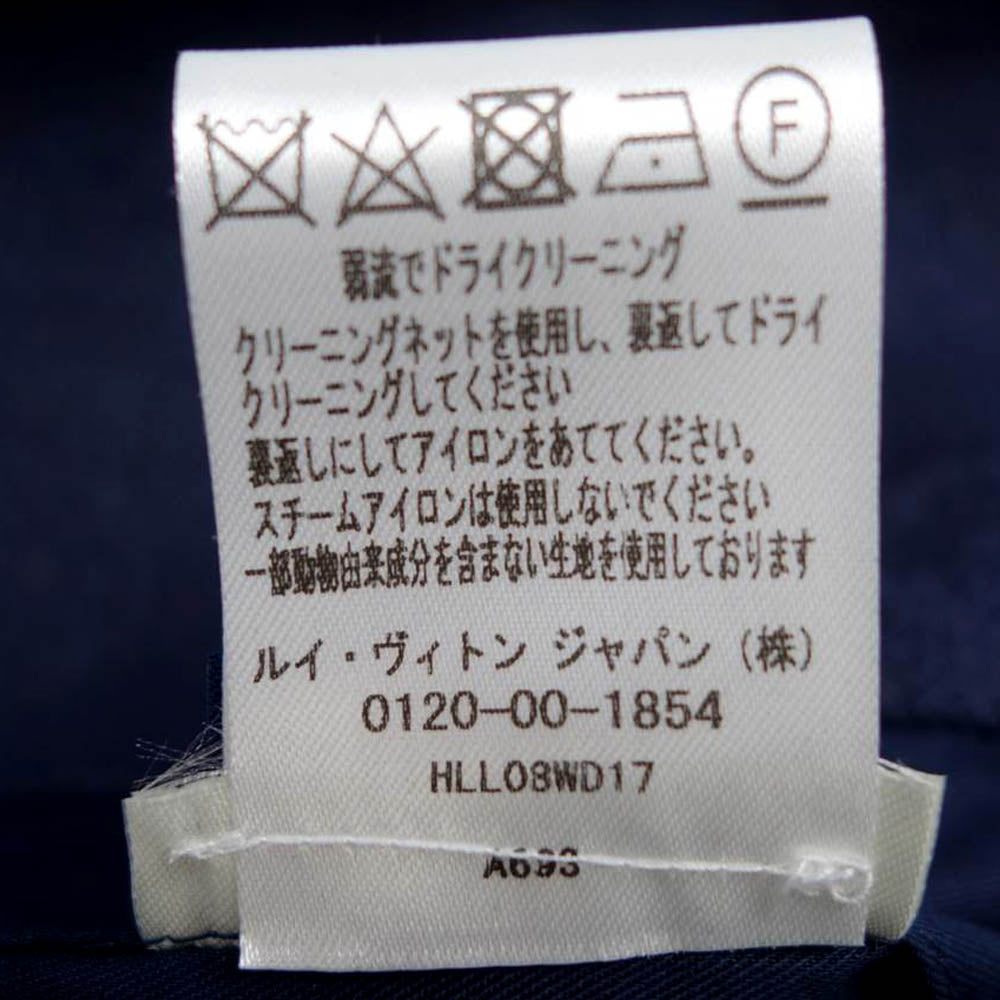 F
弱流でドライクリーニング
クリーニングネットを使用し、裏返してドライ
クリーニングしてください
裏返しにしてアイロンをあててください。
スチームアイロンは使用しないでください
一部動物由来成分を含まない生地を使用しております
ルイ・ヴィトン ジャパン (株)
0120-00-1854
HLL08WD17
A693